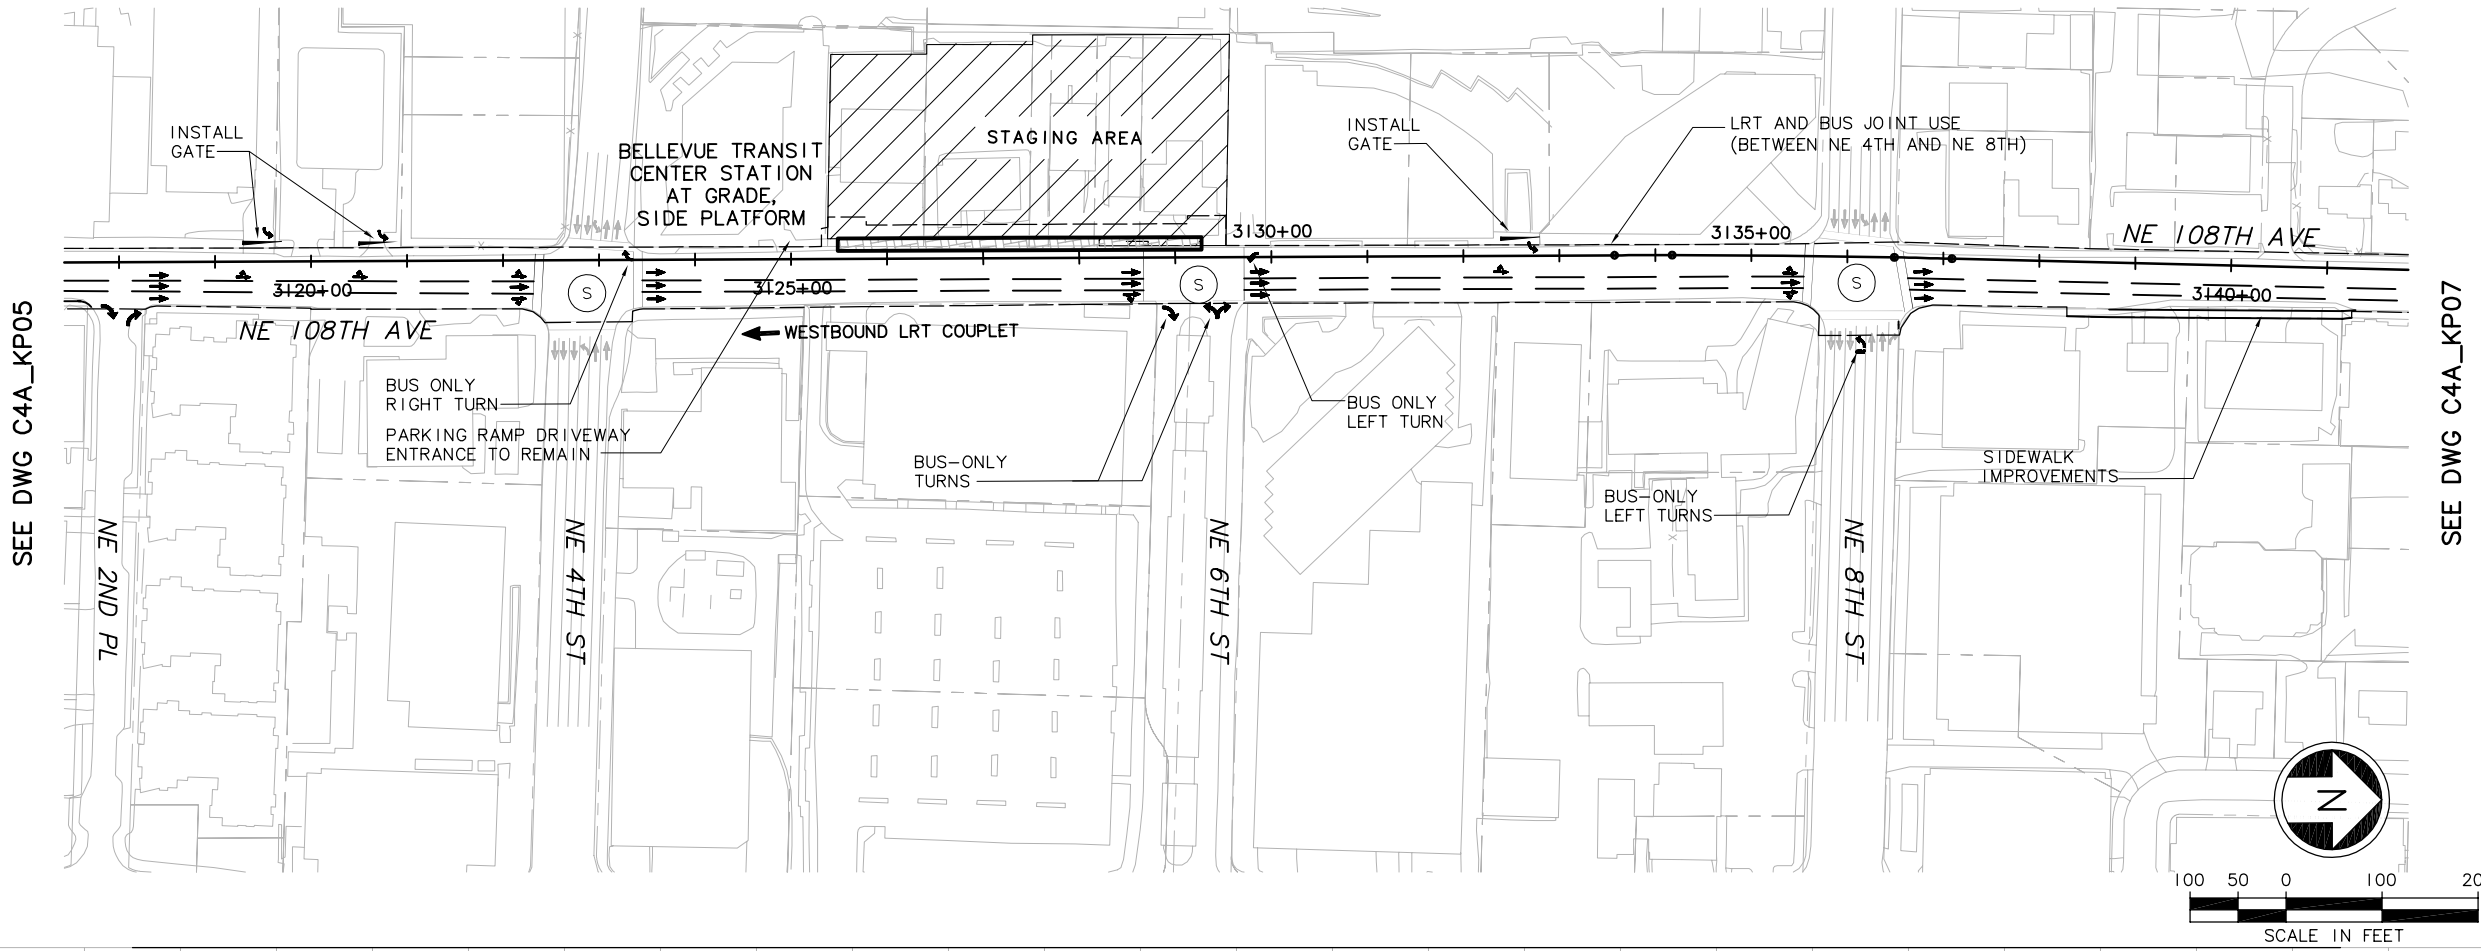 INSTALL
GATE
BELLEVUE TRANSIT
CENTER STATION
AT GRADE,
SIDE PLATFORM
STAGING AREA
INSTALL
GATE
LRT AND BUS JOINT USE
(BETWEEN NE 4TH AND NE 8TH)
3130+00
3135+00
NE 108TH AVE
SEE DWG C4A_KP05
3120+00
S
3125+00
S
S
3140+00
SEE DWG C4A_KP07
NE 108TH AVE
WESTBOUND LRT COUPLET
BUS ONLY
RIGHT TURN
PARKING RAMP DRIVEWAY
ENTRANCE TO REMAIN
BUS-ONLY
TURNS
BUS ONLY
LEFT TURN
BUS-ONLY
LEFT TURNS
SIDEWALK
IMPROVEMENTS
NE 2ND PL
NE 4TH ST
NE 6TH ST
NE 8TH ST
N
100 50 0 100 20
SCALE IN FEET